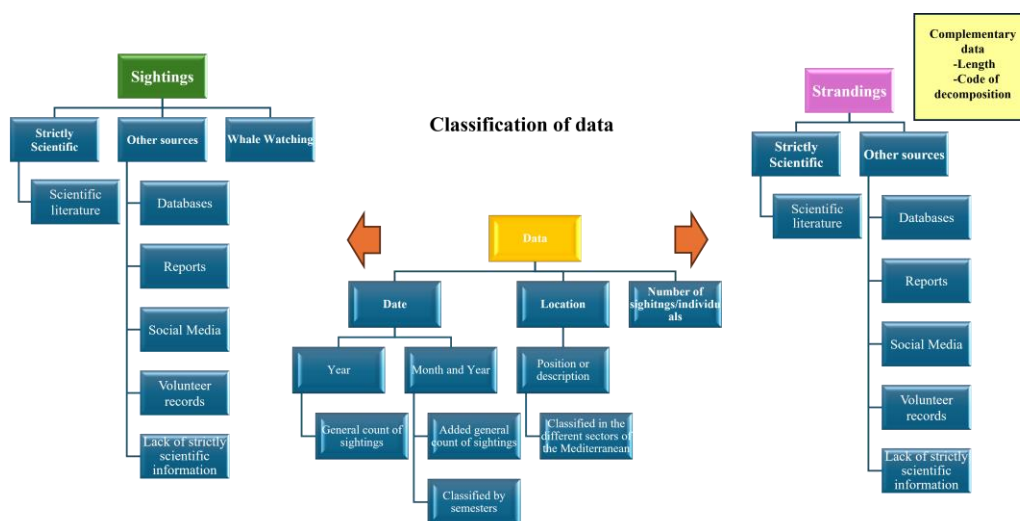 Sightings
Strictly
Scientific
Other sources
Whale Watching
Scientific
literature
Databases
Reports
Social Media
Volunteer
records
Lack of strictly
scientific
information
Classification of data
Data
Date
Location
Number of
sighitngs/individu
als
Year
Month and Year
Position or
description
General count of
sightings
Added general
count of sightings
Classified in the
different sectors of
the Mediterranean
Classified by
semesters
Complementary
data
-Length
-Code of
decomposition
Strandings
Strictly
Scientific
Other sources
Scientific
literature
Databases
Reports
Social Media
Volunteer
records
Lack of strictly
scientific
information